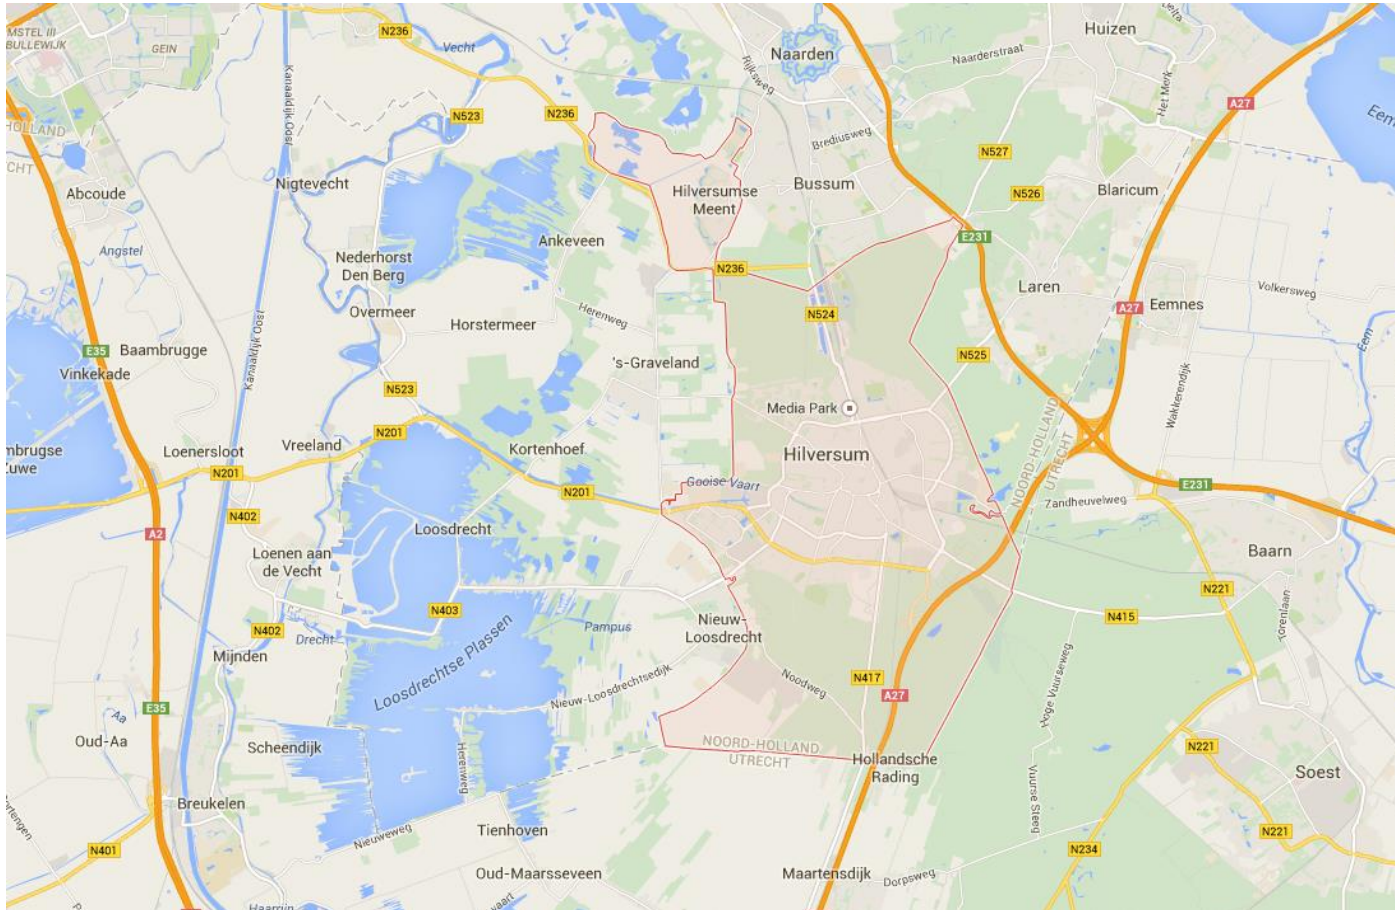 MSTEL III
BULLEWIJK
GEIN
N236
Vecht
Kanaaldijk Oost
Naarden
Rijksweg
Huizen
Naarderstraat
Het Merk
A27
Eem
HOLLAND
N523
N236
Brediusweg
N527
Abcoude
Nigtevecht
Hilversumse
Meent
Bussum
N526
Blaricum
Angstel
Ankeveen
E231
Nederhorst
Den Berg
N236
Laren
Volkersweg
Overmeer
Horstermeer
Herenweg
N524
A27
Eemnes
Kanaaldijk Oost
Eem
E35
Baambrugge
Vinkekade
's-Graveland
N525
N523
Media Park
Wakkerendijk
N201
NOORD-HOLLAND
UTRECHT
mbrugse
Zuwe
Loenersloot
Vreeland
Kortenhoef
Hilversum
N201
N201
Gooise Vaart
E231
Zandheuvelweg
N402
A2
Loosdrecht
Loenen aan
de Vecht
Baarn
N403
N221
N415
Torenlaan
N402
Drecht
Pampus
Nieuw-
Loosdrecht
Mijnden
Loosdrechtse Plassen
Nieuw-Loosdrechtsedijk
Noodweg
N417
A27
Hoge Vuurseweg
E35
Aa
Oud-Aa
Scheendijk
Herenweg
NOORD-HOLLAND
UTRECHT
Hollandsche
Rading
N221
Soest
Vuurse Steeg
Breukelen
Nieuweweg
Tienhoven
N221
N401
N234
Oud-Maarsseveen
Maartensdijk
Dorpsweg
Haarrijn